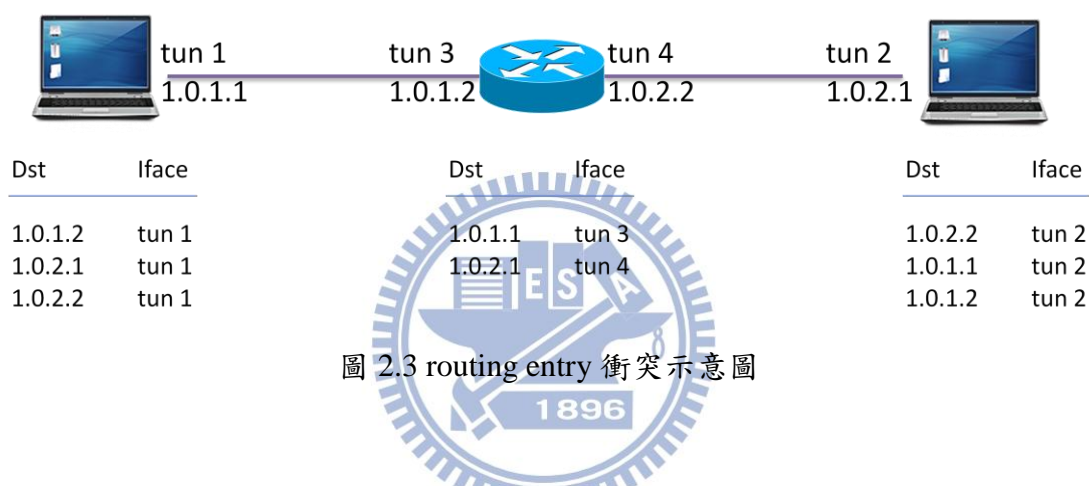 tun 1 tun 3 tun 4 tun 2
1.0.1.1 1.0.1.2 1.0.2.2 1.0.2.1
Dst Iface Dst Iface Dst Iface
1.0.1.2 tun 1 1.0.1.1 tun 3 1.0.2.2 tun 2
1.0.2.1 tun 1 1.0.2.1 tun 4 1.0.1.1 tun 2
1.0.2.2 tun 1 1.0.1.2 tun 2
E S A
圖 2.3 routing entry 衝突示意圖
1896